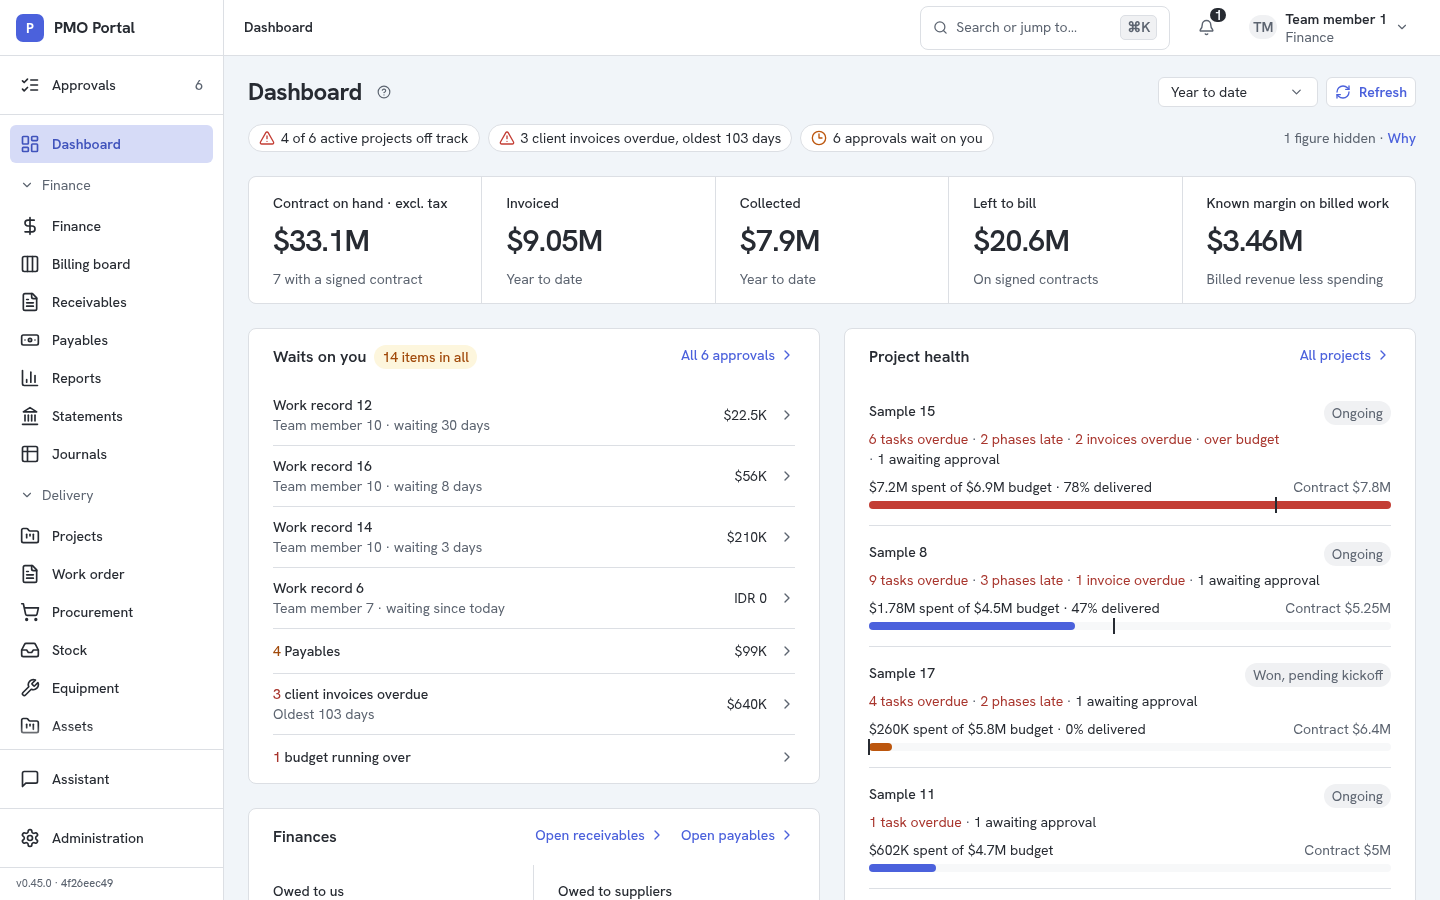 P PMO Portal
Dashboard
Search or jump to... ⌘K
1
TM
Team member 1
Finance
Approvals 6
Dashboard
Finance
Finance
Billing board
Receivables
Payables
Reports
Statements
Journals
Delivery
Projects
Work order
Procurement
Stock
Equipment
Assets
Assistant
Administration
v0.45.0 · 4f26eec49
Dashboard
Year to date
Refresh
4 of 6 active projects off track
3 client invoices overdue, oldest 103 days
6 approvals wait on you
1 figure hidden · Why
Contract on hand · excl. tax
$33.1M
7 with a signed contract
Invoiced
$9.05M
Year to date
Collected
$7.9M
Year to date
Left to bill
$20.6M
On signed contracts
Known margin on billed work
$3.46M
Billed revenue less spending
Waits on you 14 items in all
All 6 approvals
Work record 12
Team member 10 · waiting 30 days
$22.5K
Work record 16
Team member 10 · waiting 8 days
$56K
Work record 14
Team member 10 · waiting 3 days
$210K
Work record 6
Team member 7 · waiting since today
IDR 0
4 Payables
$99K
3 client invoices overdue
Oldest 103 days
$640K
1 budget running over
Finances
Open receivables
Open payables
Owed to us
Owed to suppliers
Project health
All projects
Sample 15
Ongoing
6 tasks overdue · 2 phases late · 2 invoices overdue · over budget
· 1 awaiting approval
$7.2M spent of $6.9M budget · 78% delivered
Contract $7.8M
Sample 8
Ongoing
9 tasks overdue · 3 phases late · 1 invoice overdue · 1 awaiting approval
$1.78M spent of $4.5M budget · 47% delivered
Contract $5.25M
Sample 17
Won, pending kickoff
4 tasks overdue · 2 phases late · 1 awaiting approval
$260K spent of $5.8M budget · 0% delivered
Contract $6.4M
Sample 11
Ongoing
1 task overdue · 1 awaiting approval
$602K spent of $4.7M budget
Contract $5M